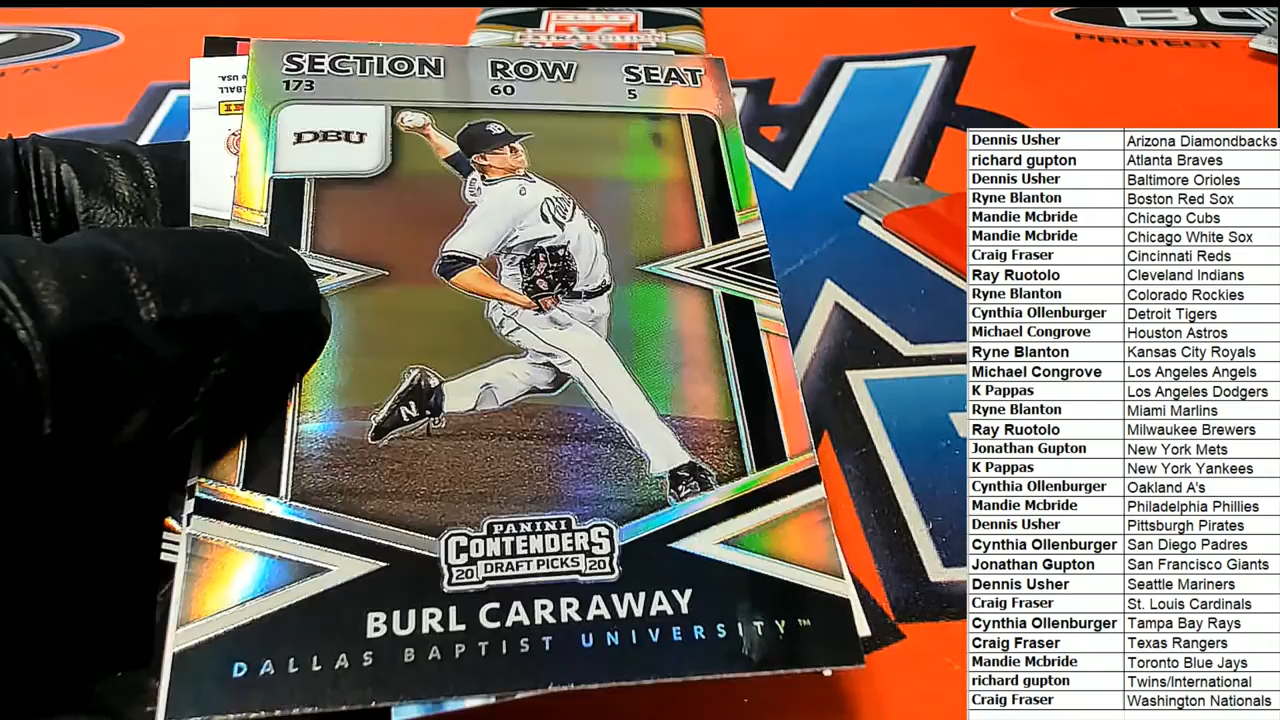 EXTRA EDITION
PROTECT
SECTION ROW SEAT
173 60 5
DBU
N
PANINI
CONTENDERS
20 DRAFT PICKS 20
BURL CARRAWAY
DALLAS BAPTIST UNIVERSITY™
Dennis Usher Arizona Diamondbacks
richard gupton Atlanta Braves
Dennis Usher Baltimore Orioles
Ryne Blanton Boston Red Sox
Mandie Mcbride Chicago Cubs
Mandie Mcbride Chicago White Sox
Craig Fraser Cincinnati Reds
Ray Ruotolo Cleveland Indians
Ryne Blanton Colorado Rockies
Cynthia Ollenburger Detroit Tigers
Michael Congrove Houston Astros
Ryne Blanton Kansas City Royals
Michael Congrove Los Angeles Angels
K Pappas Los Angeles Dodgers
Ryne Blanton Miami Marlins
Ray Ruotolo Milwaukee Brewers
Jonathan Gupton New York Mets
K Pappas New York Yankees
Cynthia Ollenburger Oakland A's
Mandie Mcbride Philadelphia Phillies
Dennis Usher Pittsburgh Pirates
Cynthia Ollenburger San Diego Padres
Jonathan Gupton San Francisco Giants
Dennis Usher Seattle Mariners
Craig Fraser St. Louis Cardinals
Cynthia Ollenburger Tampa Bay Rays
Craig Fraser Texas Rangers
Mandie Mcbride Toronto Blue Jays
richard gupton Twins/International
Craig Fraser Washington Nationals